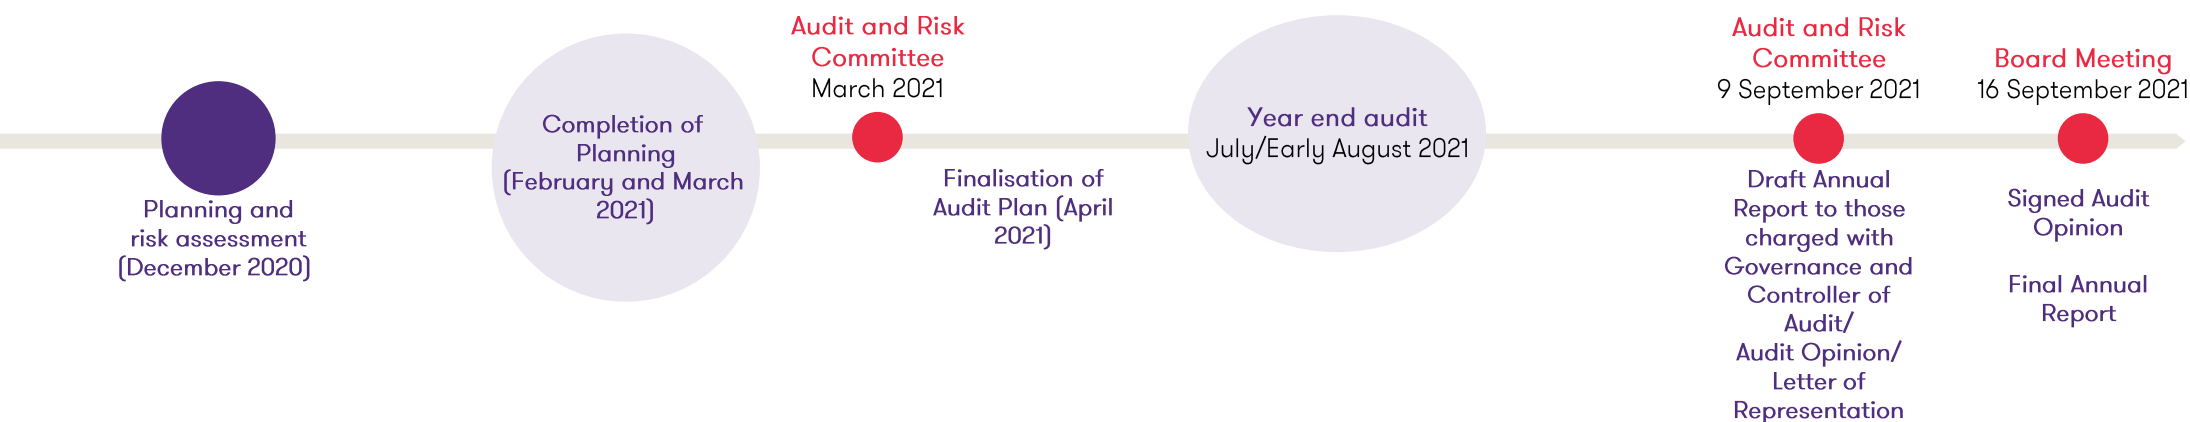 Planning and
risk assessment
(December 2020)
Completion of
Planning
(February and March
2021)
Audit and Risk
Committee
March 2021
Finalisation of
Audit Plan (April
2021)
Year end audit
July/Early August 2021
Audit and Risk
Committee
9 September 2021
Draft Annual
Report to those
charged with
Governance and
Controller of
Audit/
Audit Opinion/
Letter of
Representation
Board Meeting
16 September 2021
Signed Audit
Opinion
Final Annual
Report